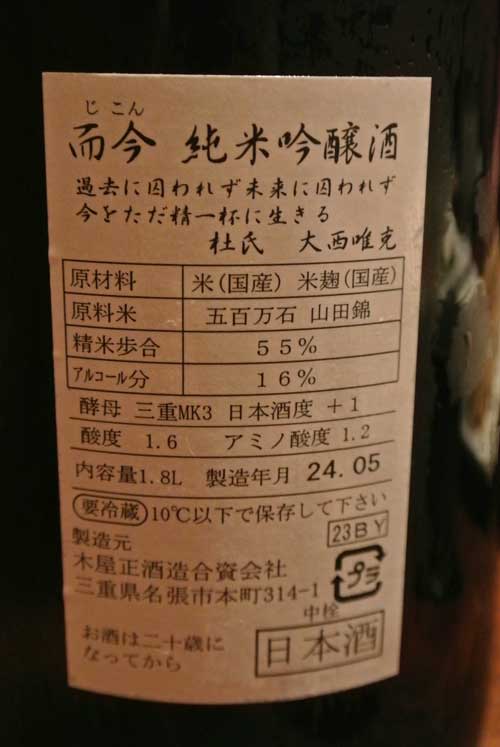 じこん
而今 純米吟醸酒
過去に囚われず未来に囚われず
今をただ精一杯に生きる
杜氏 大西唯克
原材料 米(国産) 米麹(国産)
原料米 五百万石 山田錦
精米歩合 55%
アルコール分 16%
酵母 三重MK3 日本酒度 +1
酸度 1.6 アミノ酸度 1.2
内容量1.8L 製造年月 24.05
要冷蔵 10℃以下で保存して下さい
23BY
製造元
木屋正酒造合資会社
三重県名張市本町314-1
プラ
中栓
お酒は二十歳に
なってから
日本酒